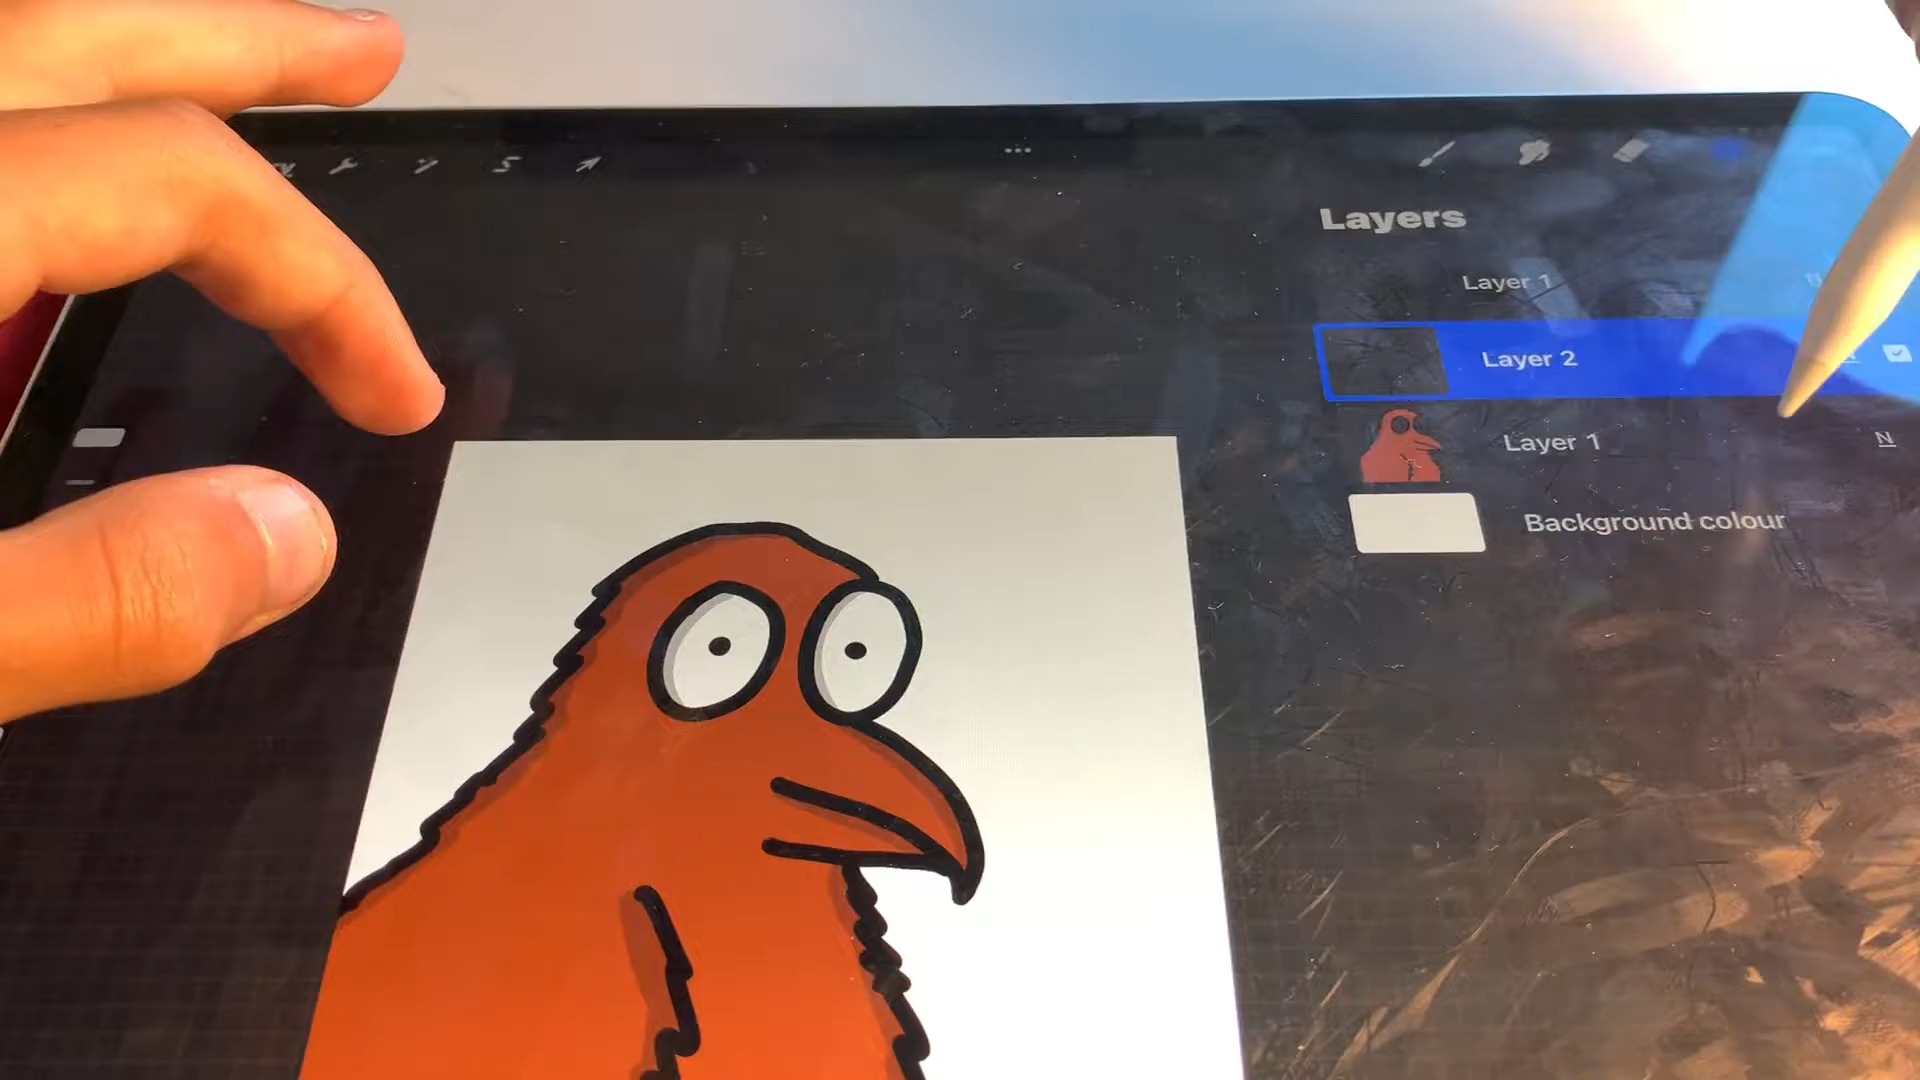 Layers
Layer 1
Layer 2
Layer 1 N
Background colour